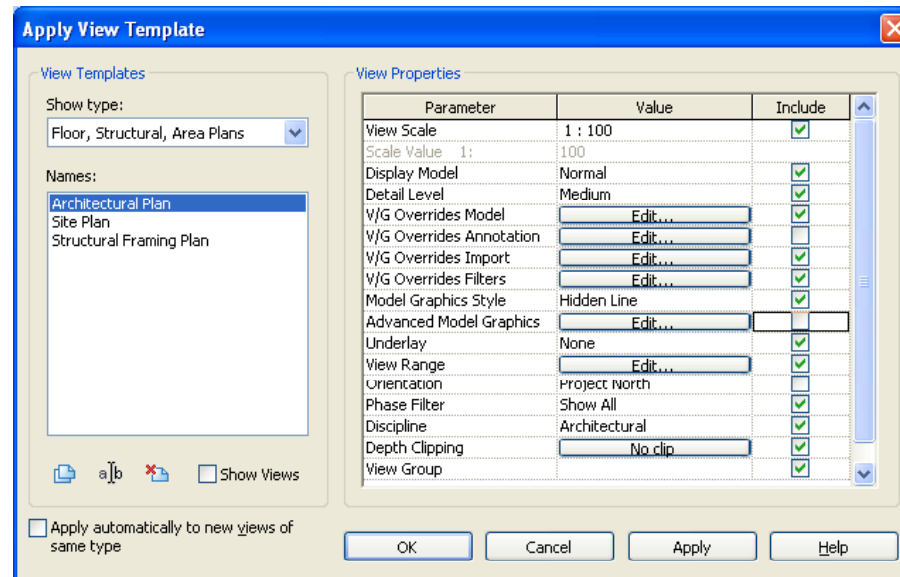 Apply View Template
View Templates
Show type:
Floor, Structural, Area Plans
Names:
Architectural Plan
Site Plan
Structural Framing Plan
a b
Show Views
Apply automatically to new views of
same type
View Properties
Parameter Value Include
View Scale 1 : 100
Scale Value 1: 100
Display Model Normal
Detail Level Medium
V/G Overrides Model Edit...
V/G Overrides Annotation Edit...
V/G Overrides Import Edit...
V/G Overrides Filters Edit...
Model Graphics Style Hidden Line
Advanced Model Graphics Edit...
Underlay None
View Range Edit...
Orientation Project North
Phase Filter Show All
Discipline Architectural
Depth Clipping No clip
View Group
OK Cancel Apply Help